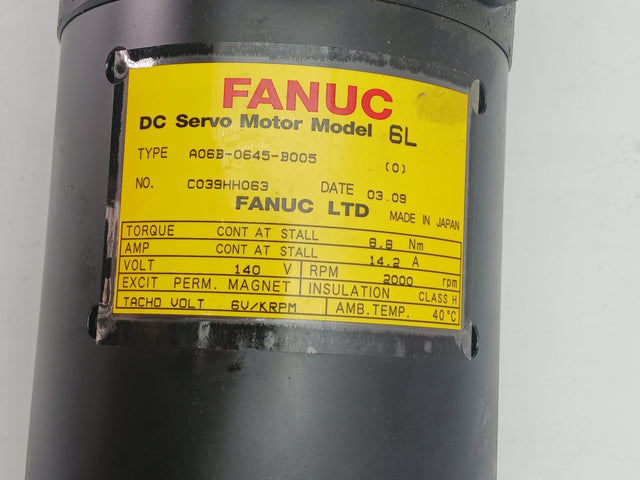 FANUC
DC Servo Motor Model 6L
TYPE A06B-0645-B005 (0)
NO. C039HH063 DATE 03.09
FANUC LTD MADE IN JAPAN
TORQUE CONT AT STALL 8.8 Nm
AMP CONT AT STALL 14.2 A
VOLT 140 V RPM 2000 rpm
EXCIT PERM. MAGNET INSULATION CLASS H
TACHO VOLT 6V/KRPM AMB.TEMP. 40°C